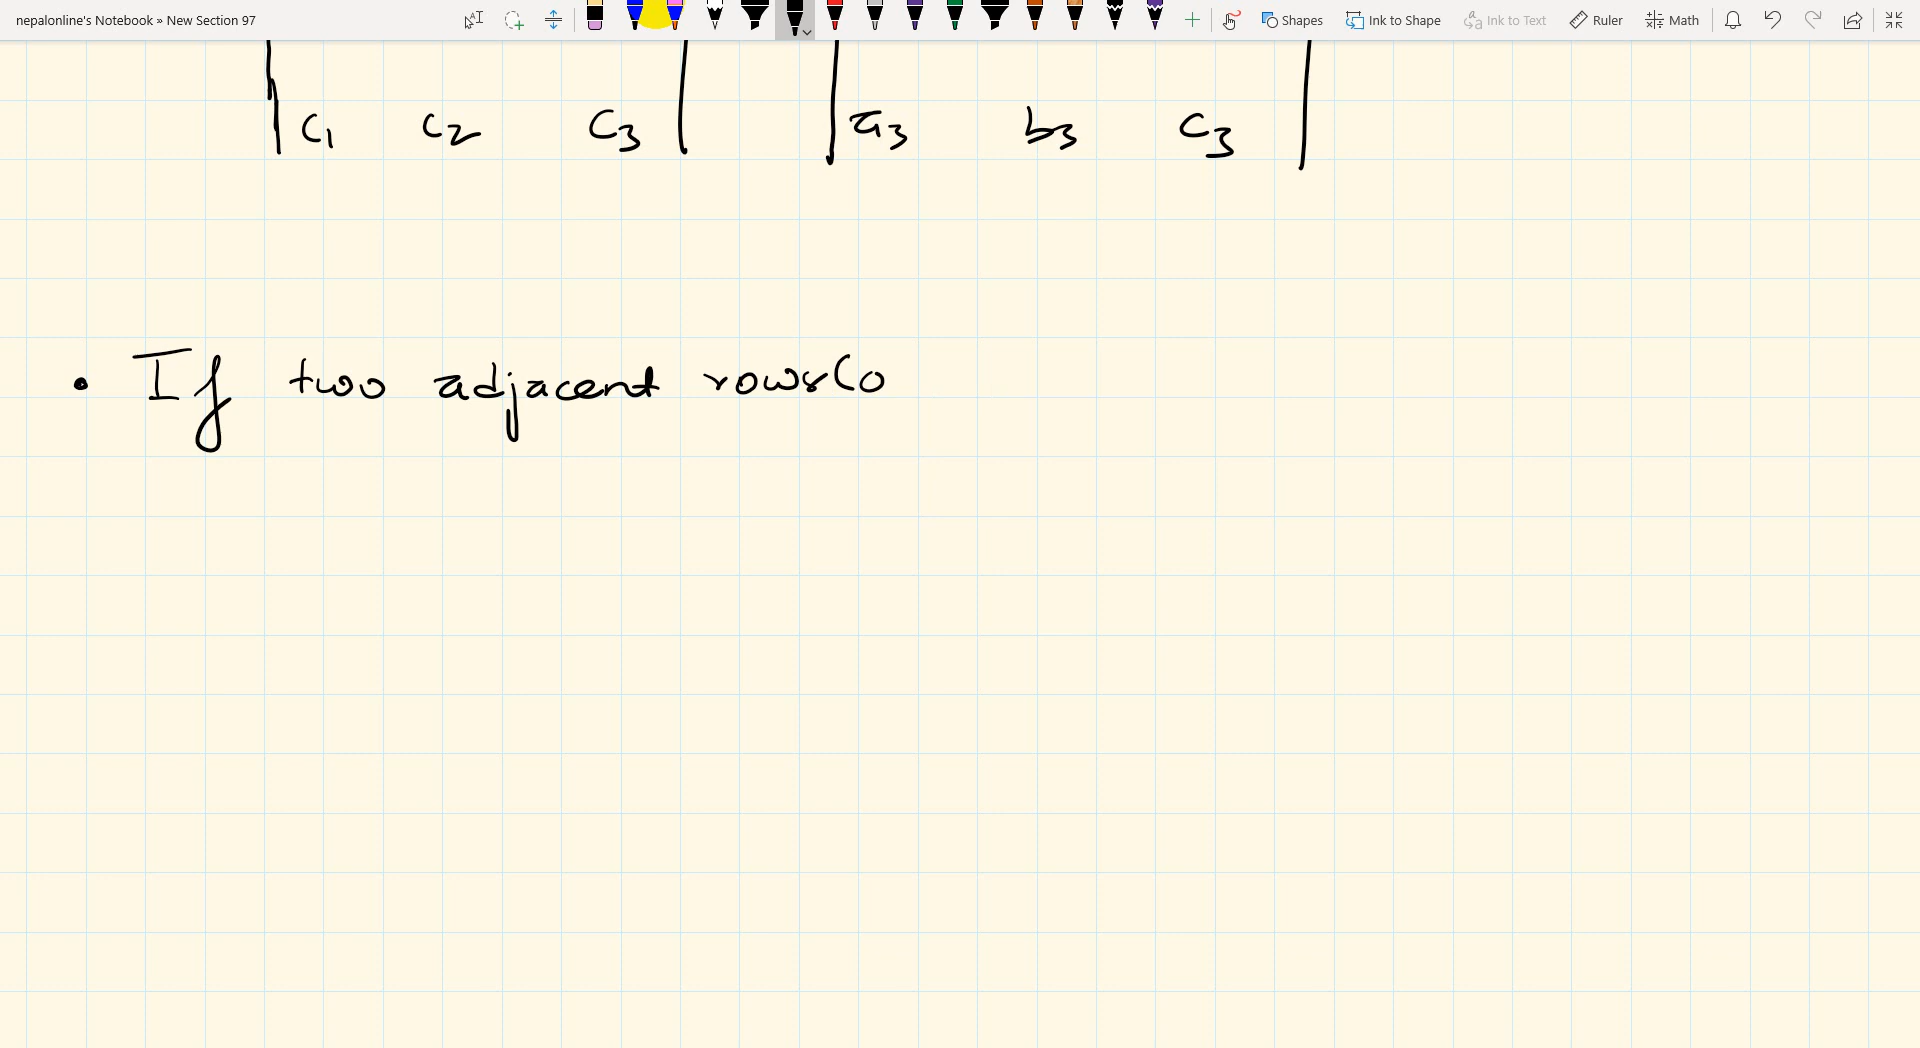 nepalonline's Notebook » New Section 97
Shapes
Ink to Shape
Ink to Text
Ruler
Math
c1 c2 c3 a3 b3 c3
• If two adjacent rows(o